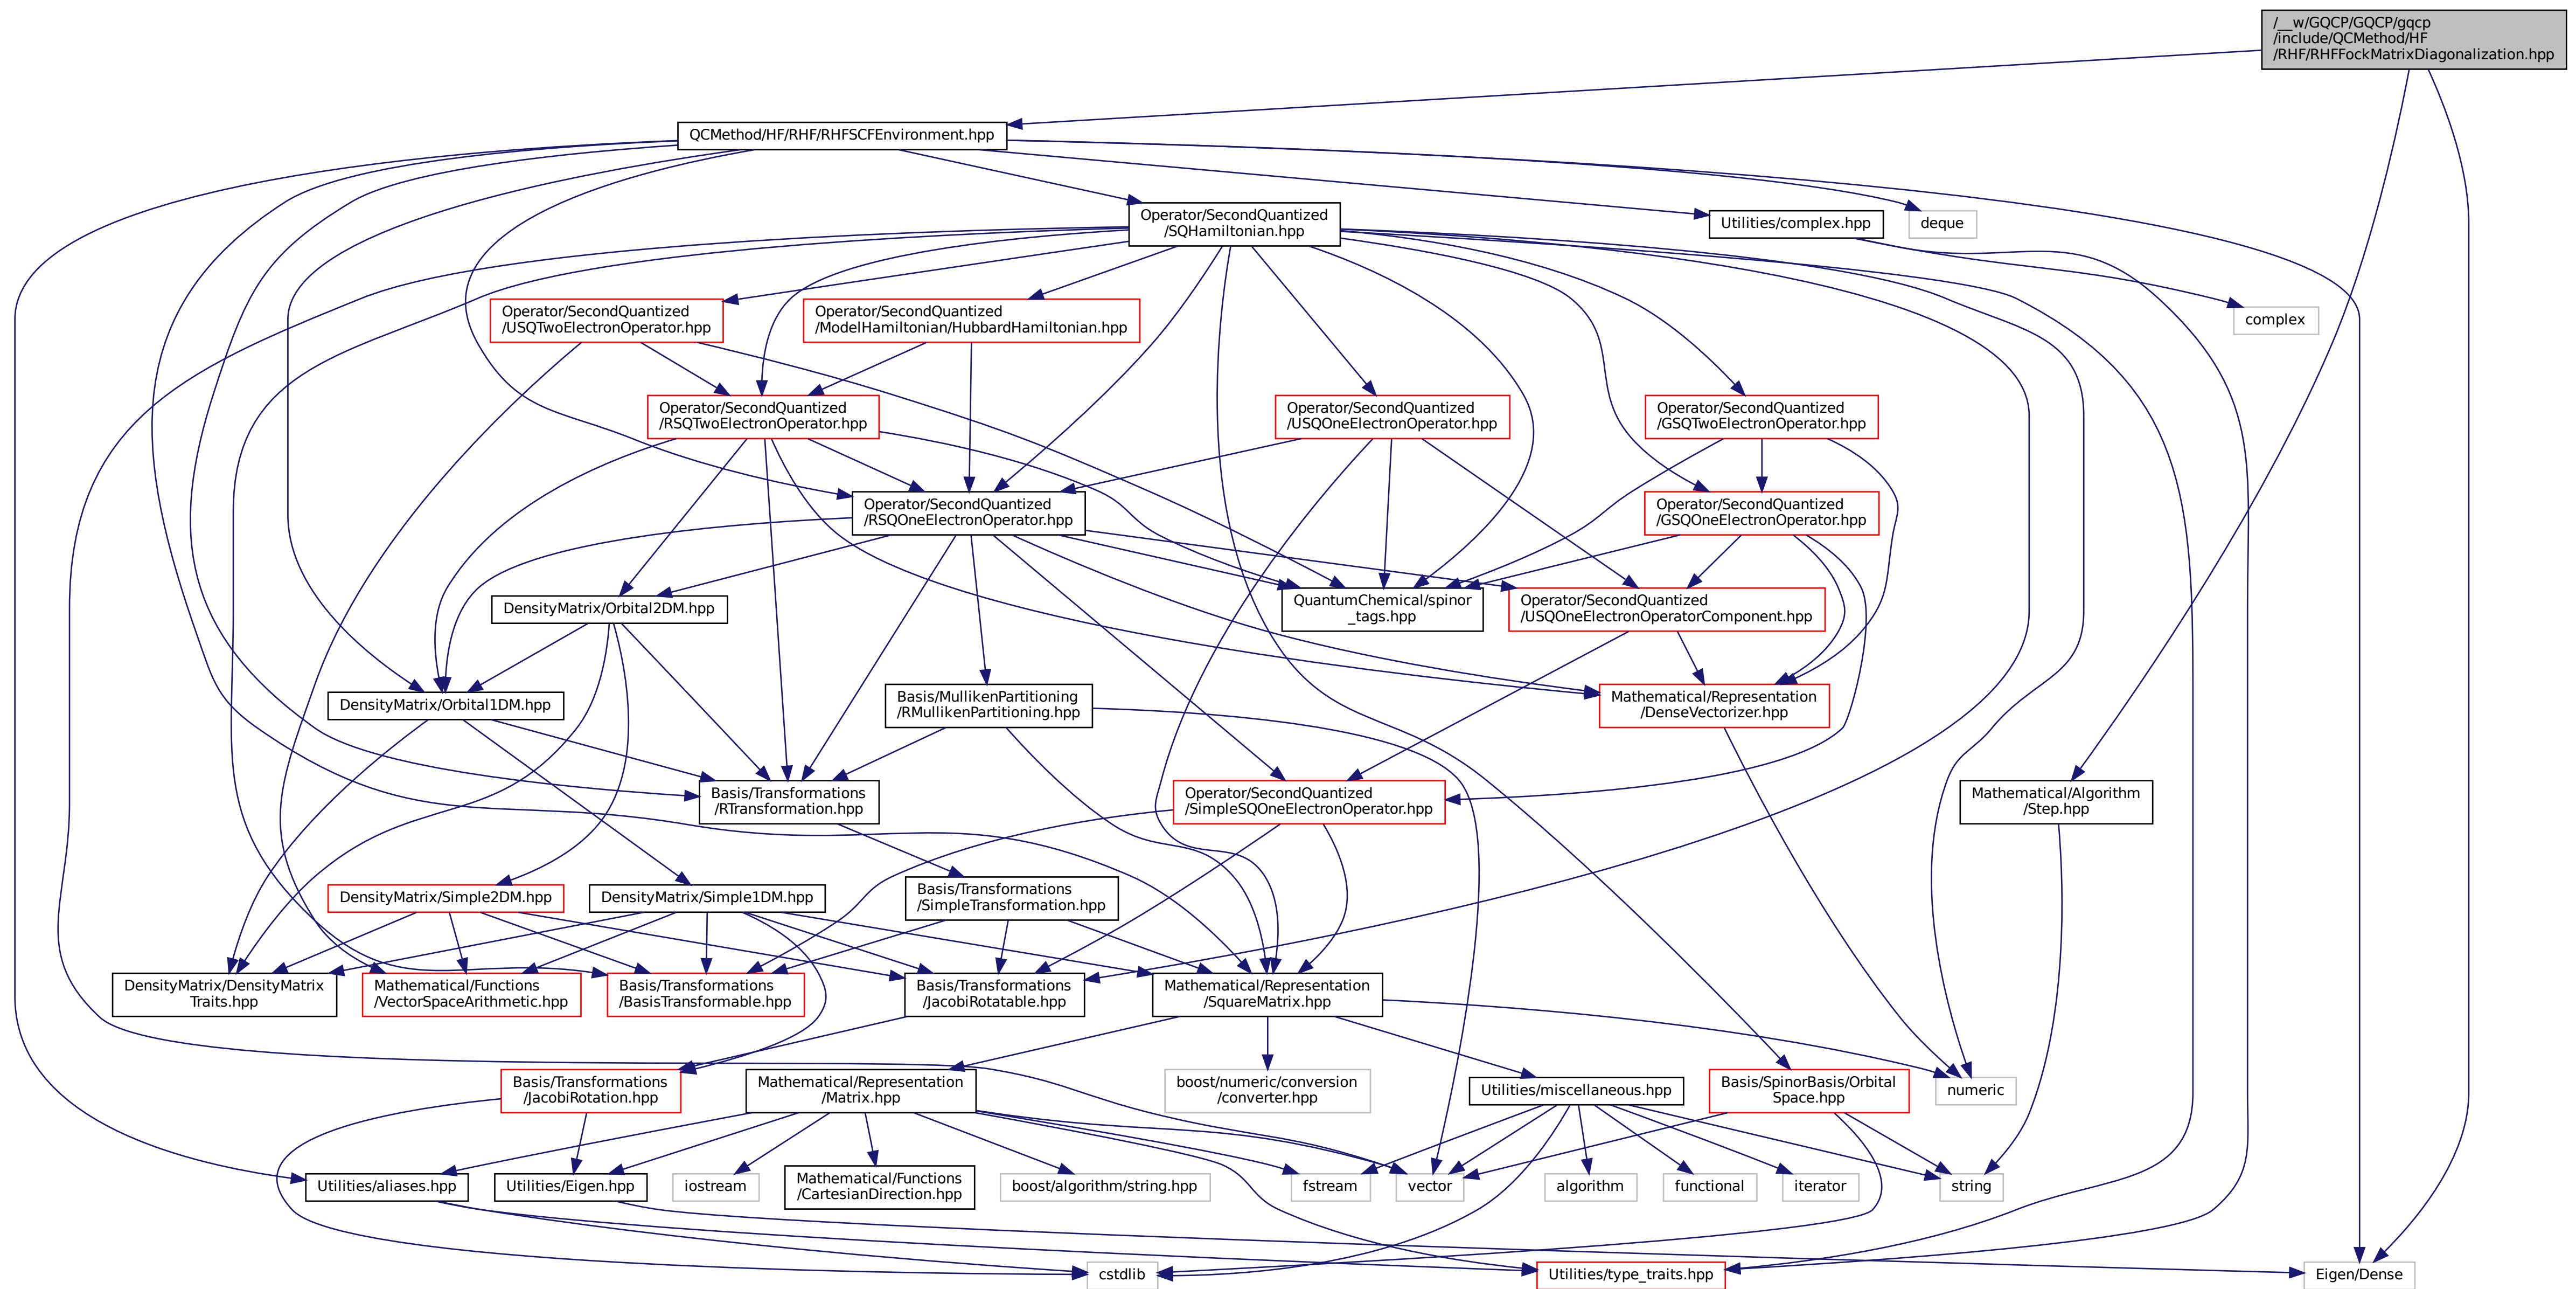 /__w/GQCP/GQCP/gqcp
/include/QCMethod/HF
/RHF/RHFFockMatrixDiagonalization.hpp
QCMethod/HF/RHF/RHFSCFEnvironment.hpp
Operator/SecondQuantized
/SQHamiltonian.hpp
Utilities/complex.hpp
deque
Operator/SecondQuantized
/USQTwoElectronOperator.hpp
Operator/SecondQuantized
/ModelHamiltonian/HubbardHamiltonian.hpp
complex
Operator/SecondQuantized
/RSQTwoElectronOperator.hpp
Operator/SecondQuantized
/USQOneElectronOperator.hpp
Operator/SecondQuantized
/GSQTwoElectronOperator.hpp
Operator/SecondQuantized
/RSQOneElectronOperator.hpp
Operator/SecondQuantized
/GSQOneElectronOperator.hpp
DensityMatrix/Orbital2DM.hpp
QuantumChemical/spinor
_tags.hpp
Operator/SecondQuantized
/USQOneElectronOperatorComponent.hpp
DensityMatrix/Orbital1DM.hpp
Basis/MullikenPartitioning
/RMullikenPartitioning.hpp
Mathematical/Representation
/DenseVectorizer.hpp
Basis/Transformations
/RTransformation.hpp
Operator/SecondQuantized
/SimpleSQOneElectronOperator.hpp
Mathematical/Algorithm
/Step.hpp
DensityMatrix/Simple2DM.hpp
DensityMatrix/Simple1DM.hpp
Basis/Transformations
/SimpleTransformation.hpp
DensityMatrix/DensityMatrix
Traits.hpp
Mathematical/Functions
/VectorSpaceArithmetic.hpp
Basis/Transformations
/BasisTransformable.hpp
Basis/Transformations
/JacobiRotatable.hpp
Mathematical/Representation
/SquareMatrix.hpp
Basis/Transformations
/JacobiRotation.hpp
Mathematical/Representation
/Matrix.hpp
boost/numeric/conversion
/converter.hpp
Utilities/miscellaneous.hpp
Basis/SpinorBasis/Orbital
Space.hpp
numeric
Utilities/aliases.hpp
Utilities/Eigen.hpp
iostream
Mathematical/Functions
/CartesianDirection.hpp
boost/algorithm/string.hpp
fstream
vector
algorithm
functional
iterator
string
cstdlib
Utilities/type_traits.hpp
Eigen/Dense